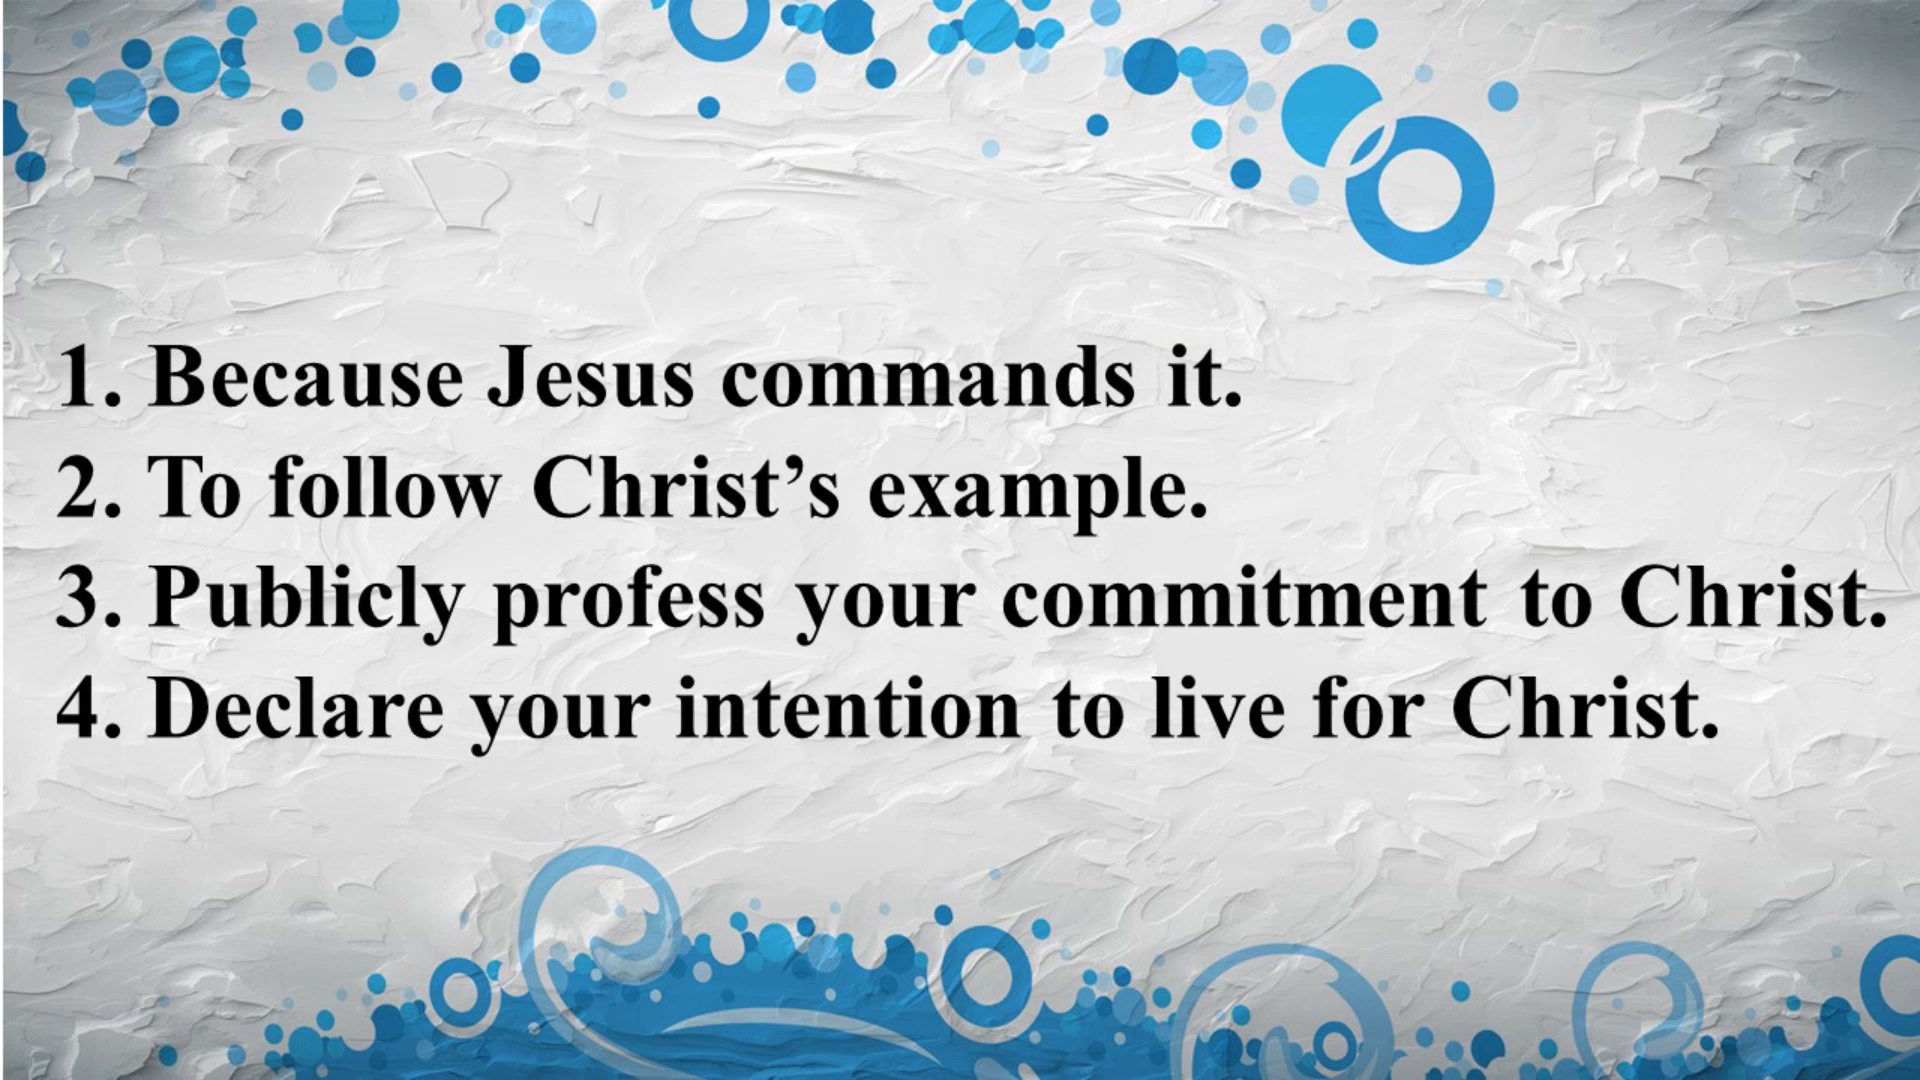 1. Because Jesus commands it.
2. To follow Christ’s example.
3. Publicly profess your commitment to Christ.
4. Declare your intention to live for Christ.